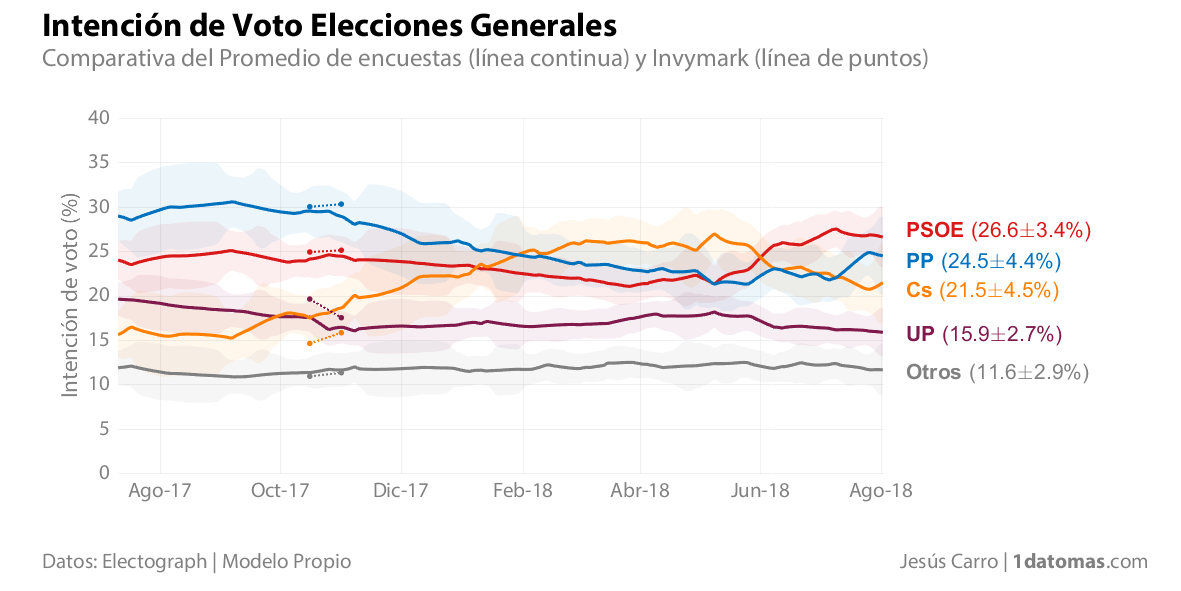 Intención de Voto Elecciones Generales
Comparativa del Promedio de encuestas (línea continua) y Invymark (línea de puntos)
Intención de voto (%)
40
35
30
25
20
15
10
5
0
Ago-17 Oct-17 Dic-17 Feb-18 Abr-18 Jun-18 Ago-18
PSOE (26.6±3.4%)
PP (24.5±4.4%)
Cs (21.5±4.5%)
UP (15.9±2.7%)
Otros (11.6±2.9%)
Datos: Electograph | Modelo Propio
Jesús Carro | 1datomas.com